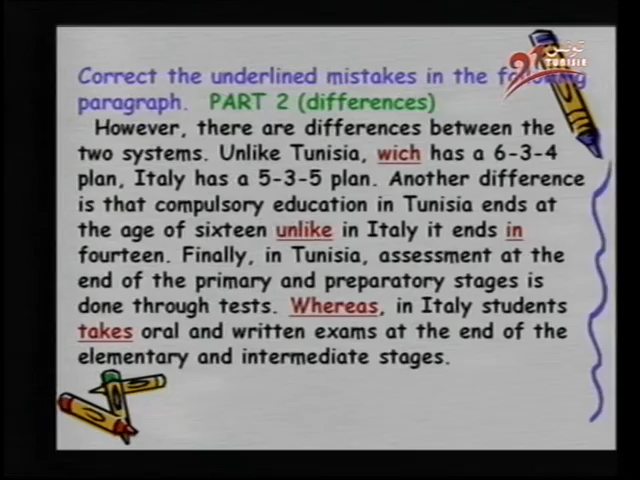 Correct the underlined mistakes in the following
paragraph. PART 2 (differences)
However, there are differences between the
two systems. Unlike Tunisia, wich has a 6-3-4
plan, Italy has a 5-3-5 plan. Another difference
is that compulsory education in Tunisia ends at
the age of sixteen unlike in Italy it ends in
fourteen. Finally, in Tunisia, assessment at the
end of the primary and preparatory stages is
done through tests. Whereas, in Italy students
takes oral and written exams at the end of the
elementary and intermediate stages.
تونس
TUNISIE
21